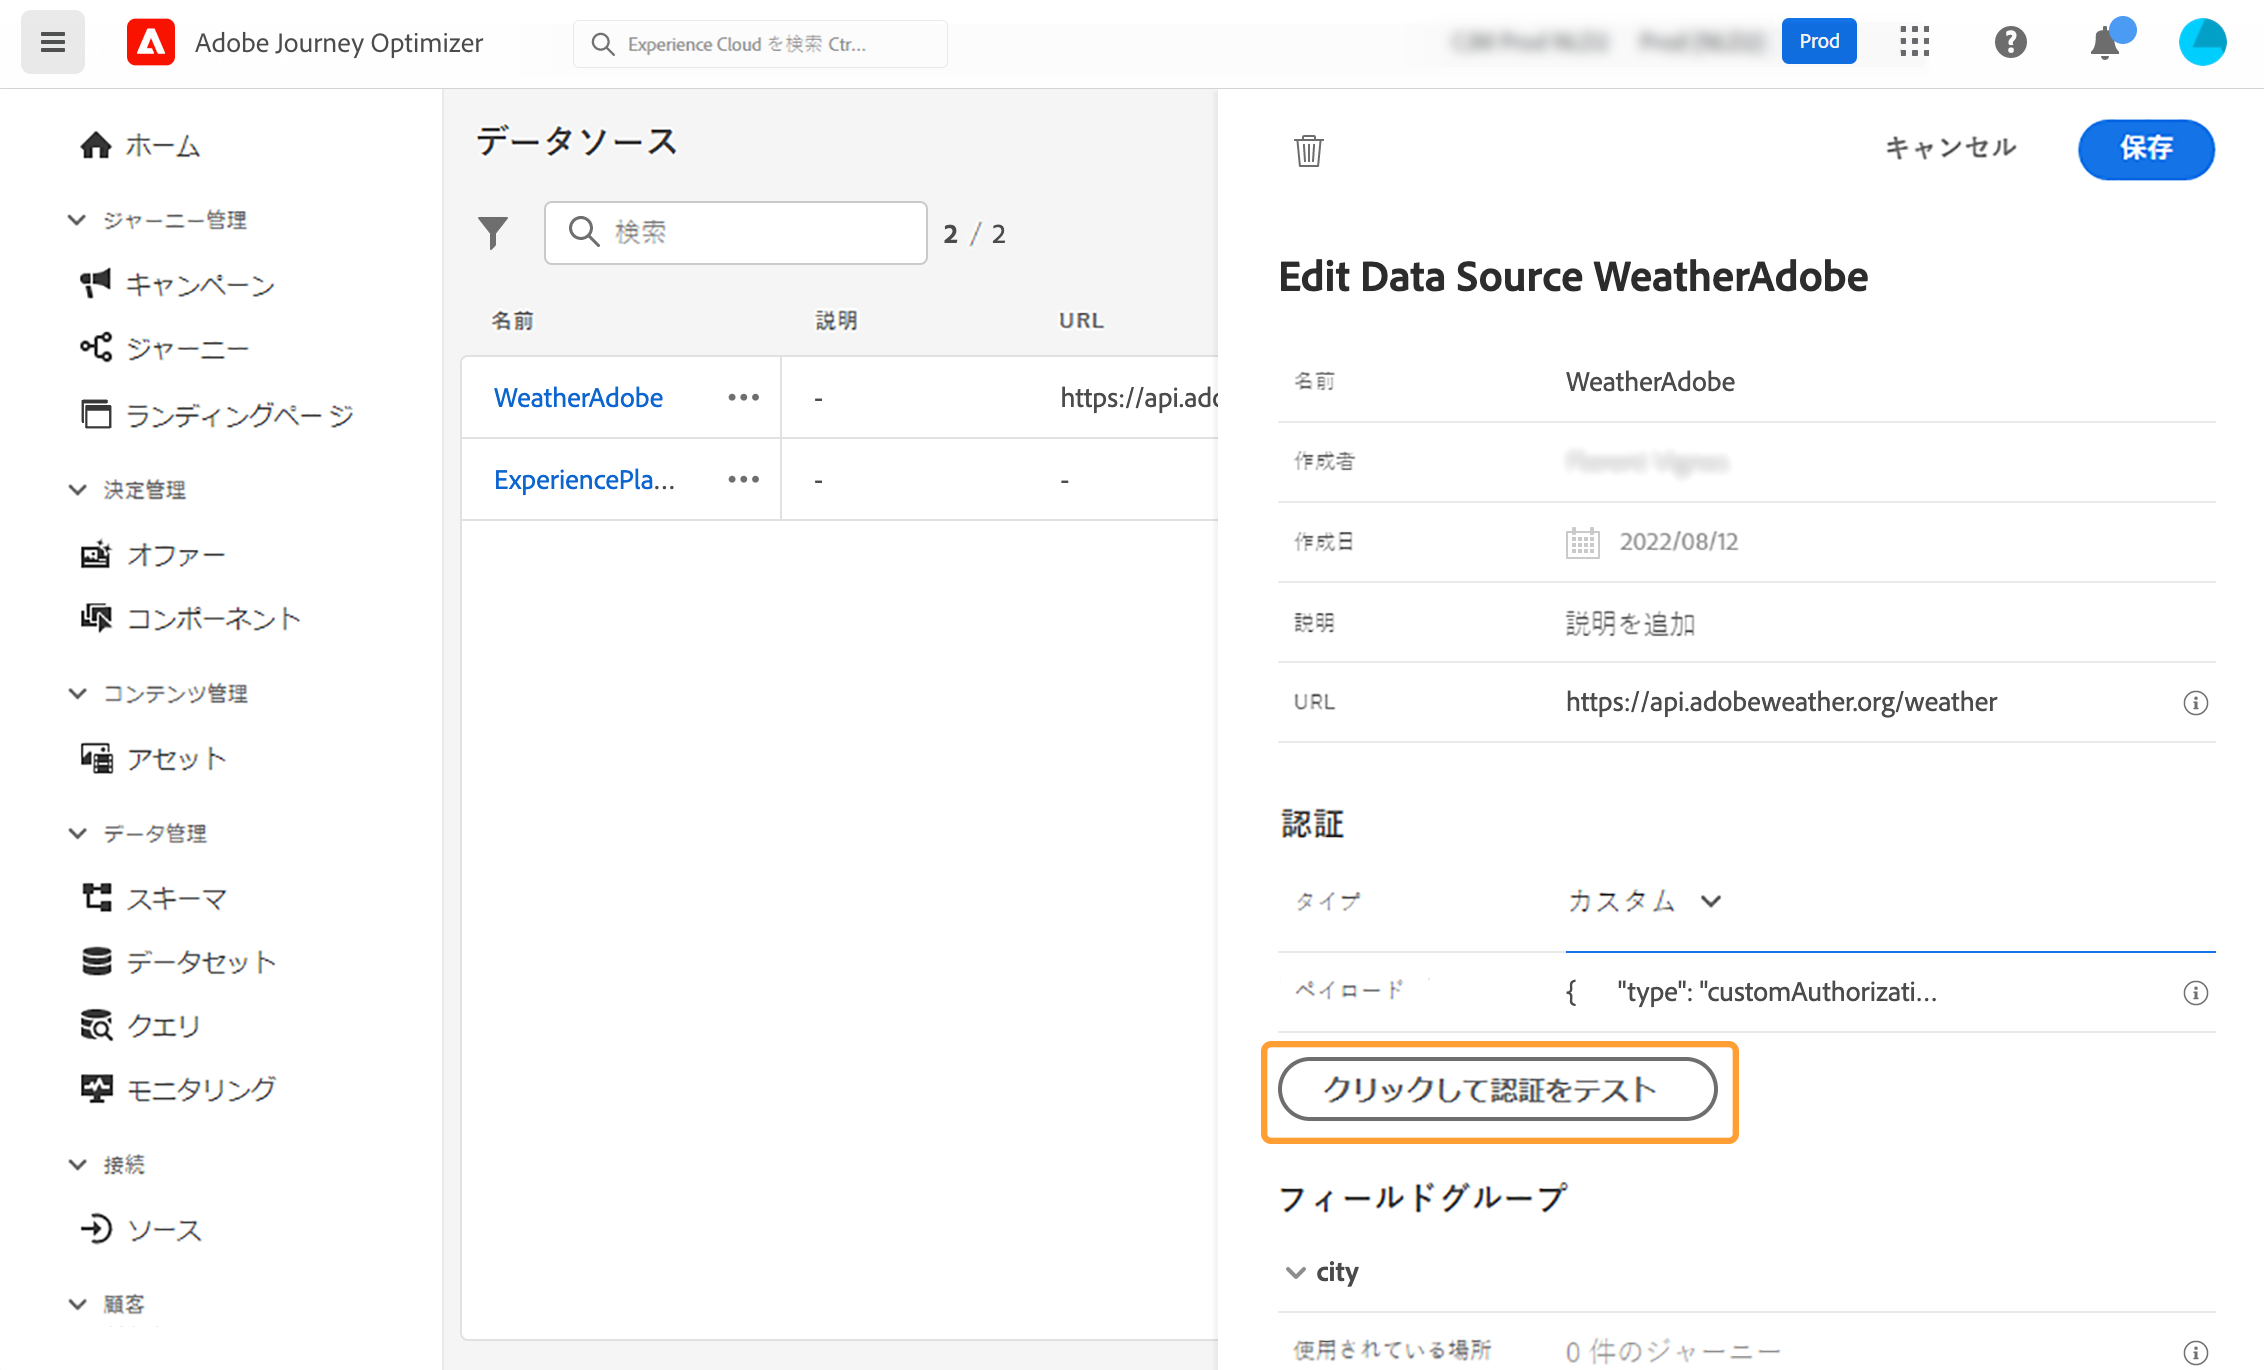 Adobe Journey Optimizer
Experience Cloud を検索 Ctr...
Prod
ホーム
ジャーニー管理
キャンペーン
ジャーニー
ランディングページ
決定管理
オファー
コンポーネント
コンテンツ管理
アセット
データ管理
スキーマ
データセット
クエリ
モニタリング
接続
ソース
顧客
データソース
検索
2 / 2
名前 説明 URL
WeatherAdobe ••• - https://api.ado
ExperiencePla... ••• - -
キャンセル
保存
Edit Data Source WeatherAdobe
名前 WeatherAdobe
作成者
作成日 2022/08/12
説明 説明を追加
URL https://api.adobeweather.org/weather
認証
タイプ カスタム
ペイロード { "type": "customAuthorizati...
クリックして認証をテスト
フィールドグループ
city
使用されている場所 0 件のジャーニー